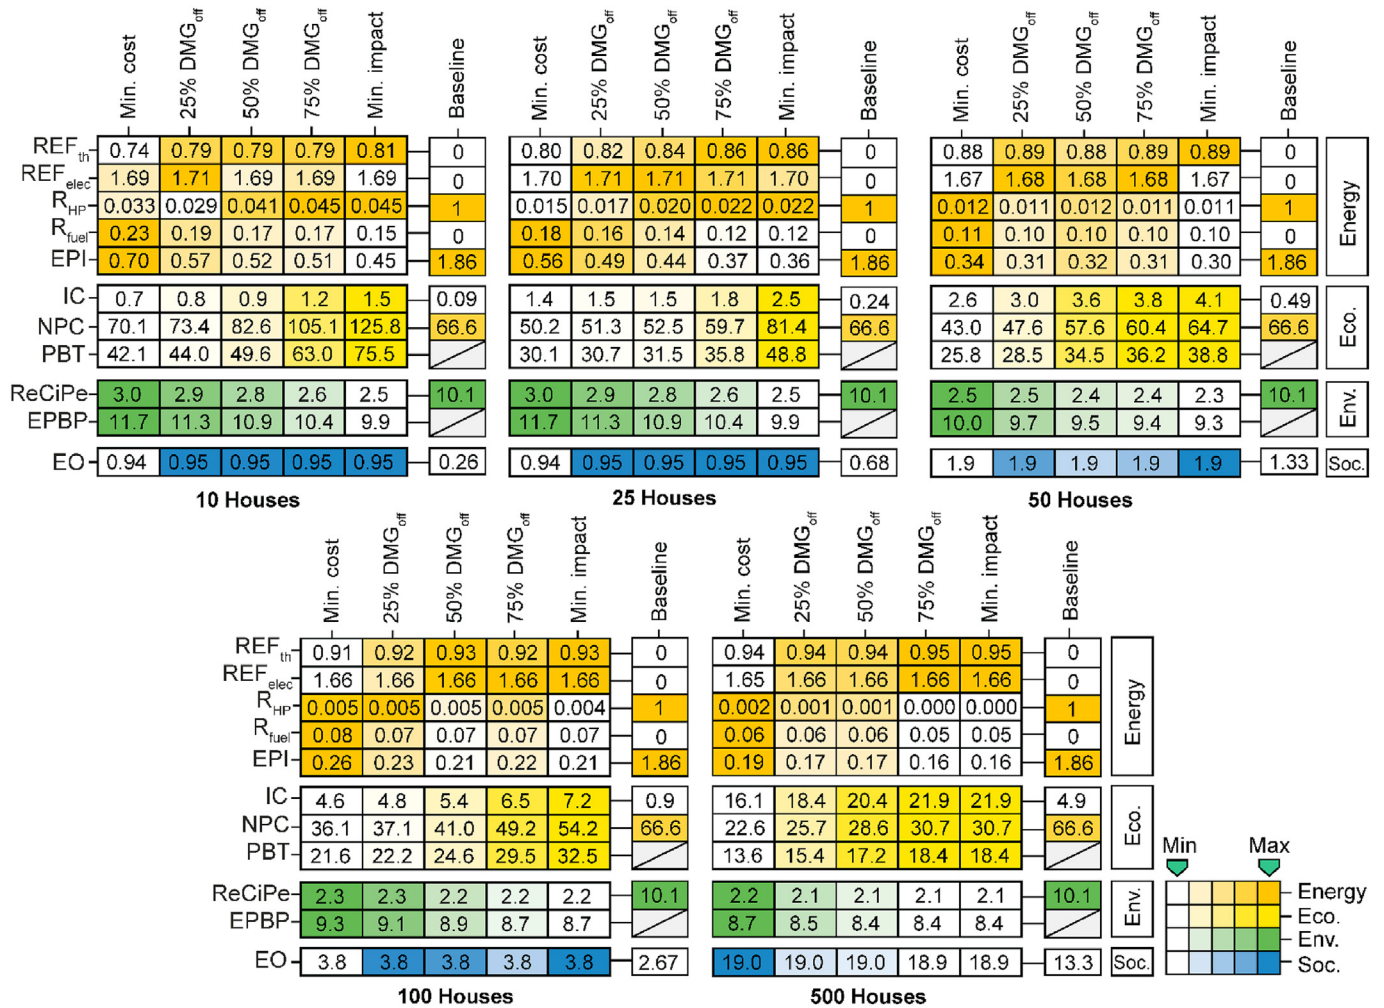 Min. cost 25% DMGoff 50% DMGoff 75% DMGoff Min. impact Baseline Min. cost 25% DMGoff 50% DMGoff 75% DMGoff Min. impact Baseline Min. cost 25% DMGoff 50% DMGoff 75% DMGoff Min. impact Baseline
REFth 0.74 0.79 0.79 0.79 0.81 0 0.80 0.82 0.84 0.86 0.86 0 0.88 0.89 0.88 0.89 0.89 0
REFelec 1.69 1.71 1.69 1.69 1.69 0 1.70 1.71 1.71 1.71 1.70 0 1.67 1.68 1.68 1.68 1.67 0
RHP 0.033 0.029 0.041 0.045 0.045 1 0.015 0.017 0.020 0.022 0.022 1 0.012 0.011 0.012 0.011 0.011 1
Rfuel 0.23 0.19 0.17 0.17 0.15 0 0.18 0.16 0.14 0.12 0.12 0 0.11 0.10 0.10 0.10 0.10 0
EPI 0.70 0.57 0.52 0.51 0.45 1.86 0.56 0.49 0.44 0.37 0.36 1.86 0.34 0.31 0.32 0.31 0.30 1.86
Energy
IC 0.7 0.8 0.9 1.2 1.5 0.09 1.4 1.5 1.5 1.8 2.5 0.24 2.6 3.0 3.6 3.8 4.1 0.49
NPC 70.1 73.4 82.6 105.1 125.8 66.6 50.2 51.3 52.5 59.7 81.4 66.6 43.0 47.6 57.6 60.4 64.7 66.6
PBT 42.1 44.0 49.6 63.0 75.5 30.1 30.7 31.5 35.8 48.8 25.8 28.5 34.5 36.2 38.8
Eco.
ReCiPe 3.0 2.9 2.8 2.6 2.5 10.1 3.0 2.9 2.8 2.6 2.5 10.1 2.5 2.5 2.4 2.4 2.3 10.1
EPBP 11.7 11.3 10.9 10.4 9.9 11.7 11.3 10.9 10.4 9.9 10.0 9.7 9.5 9.4 9.3
Env.
EO 0.94 0.95 0.95 0.95 0.95 0.26 0.94 0.95 0.95 0.95 0.95 0.68 1.9 1.9 1.9 1.9 1.9 1.33 Soc.
10 Houses 25 Houses 50 Houses
Min. cost 25% DMGoff 50% DMGoff 75% DMGoff Min. impact Baseline Min. cost 25% DMGoff 50% DMGoff 75% DMGoff Min. impact Baseline
REFth 0.91 0.92 0.93 0.92 0.93 0 0.94 0.94 0.94 0.95 0.95 0
REFelec 1.66 1.66 1.66 1.66 1.66 0 1.65 1.66 1.66 1.66 1.66 0
RHP 0.005 0.005 0.005 0.005 0.004 1 0.002 0.001 0.001 0.000 0.000 1
Rfuel 0.08 0.07 0.07 0.07 0.07 0 0.06 0.06 0.06 0.05 0.05 0
EPI 0.26 0.23 0.21 0.22 0.21 1.86 0.19 0.17 0.17 0.16 0.16 1.86
Energy
IC 4.6 4.8 5.4 6.5 7.2 0.9 16.1 18.4 20.4 21.9 21.9 4.9
NPC 36.1 37.1 41.0 49.2 54.2 66.6 22.6 25.7 28.6 30.7 30.7 66.6
PBT 21.6 22.2 24.6 29.5 32.5 13.6 15.4 17.2 18.4 18.4
Eco.
ReCiPe 2.3 2.3 2.2 2.2 2.2 10.1 2.2 2.1 2.1 2.1 2.1 10.1
EPBP 9.3 9.1 8.9 8.7 8.7 8.7 8.5 8.4 8.4 8.4
Env.
EO 3.8 3.8 3.8 3.8 3.8 2.67 19.0 19.0 19.0 18.9 18.9 13.3 Soc.
100 Houses 500 Houses
Min Max
Energy
Eco.
Env.
Soc.